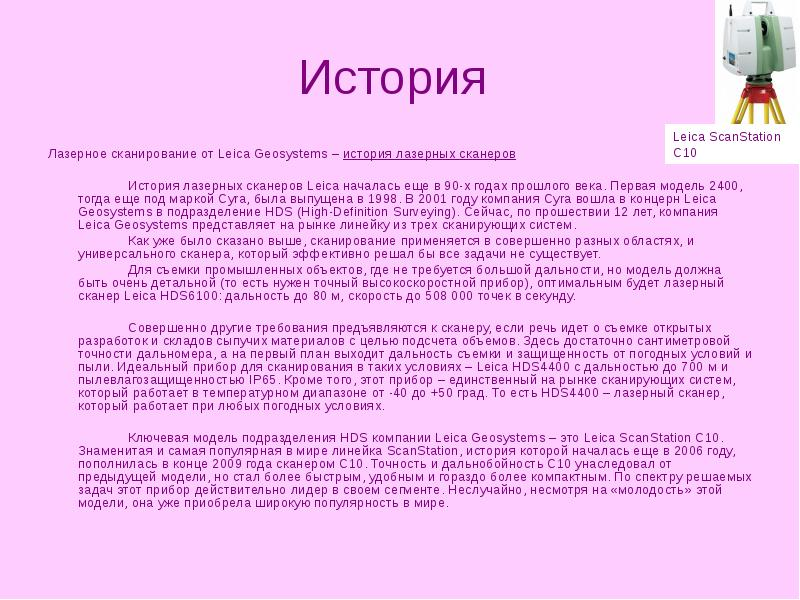 История
Leica ScanStation
C10
Лазерное сканирование от Leica Geosystems – история лазерных сканеров
История лазерных сканеров Leica началась еще в 90-х годах прошлого века. Первая модель 2400,
тогда еще под маркой Cyra, была выпущена в 1998. В 2001 году компания Cyra вошла в концерн Leica
Geosystems в подразделение HDS (High-Definition Surveying). Сейчас, по прошествии 12 лет, компания
Leica Geosystems представляет на рынке линейку из трех сканирующих систем.
Как уже было сказано выше, сканирование применяется в совершенно разных областях, и
универсального сканера, который эффективно решал бы все задачи не существует.
Для съемки промышленных объектов, где не требуется большой дальности, но модель должна
быть очень детальной (то есть нужен точный высокоскоростной прибор), оптимальным будет лазерный
сканер Leica HDS6100: дальность до 80 м, скорость до 508 000 точек в секунду.
Совершенно другие требования предъявляются к сканеру, если речь идет о съемке открытых
разработок и складов сыпучих материалов с целью подсчета объемов. Здесь достаточно сантиметровой
точности дальномера, а на первый план выходит дальность съемки и защищенность от погодных условий и
пыли. Идеальный прибор для сканирования в таких условиях – Leica HDS4400 с дальностью до 700 м и
пылевлагозащищенностью IP65. Кроме того, этот прибор – единственный на рынке сканирующих систем,
который работает в температурном диапазоне от -40 до +50 град. То есть HDS4400 – лазерный сканер,
который работает при любых погодных условиях.
Ключевая модель подразделения HDS компании Leica Geosystems – это Leica ScanStation C10.
Знаменитая и самая популярная в мире линейка ScanStation, история которой началась еще в 2006 году,
пополнилась в конце 2009 года сканером C10. Точность и дальнобойность C10 унаследовал от
предыдущей модели, но стал более быстрым, удобным и гораздо более компактным. По спектру решаемых
задач этот прибор действительно лидер в своем сегменте. Неслучайно, несмотря на «молодость» этой
модели, она уже приобрела широкую популярность в мире.